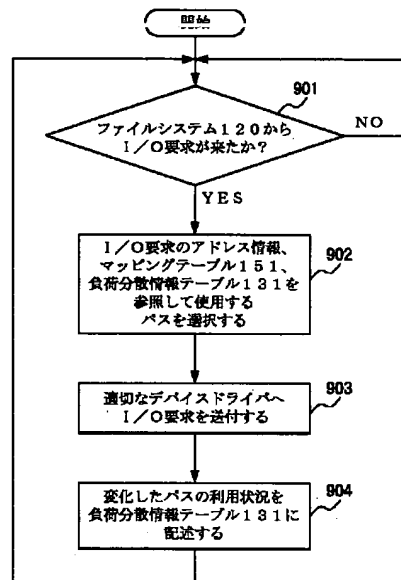 開始
901
ファイルシステム120から
I/O要求が来たか?
NO
YES
I/O要求のアドレス情報、
マッピングテーブル151、
負荷分散情報テーブル131を
参照して使用する
パスを選択する
902
適切なデバイスドライバへ
I/O要求を送付する
903
変化したパスの利用状況を
負荷分散情報テーブル131に
記述する
904